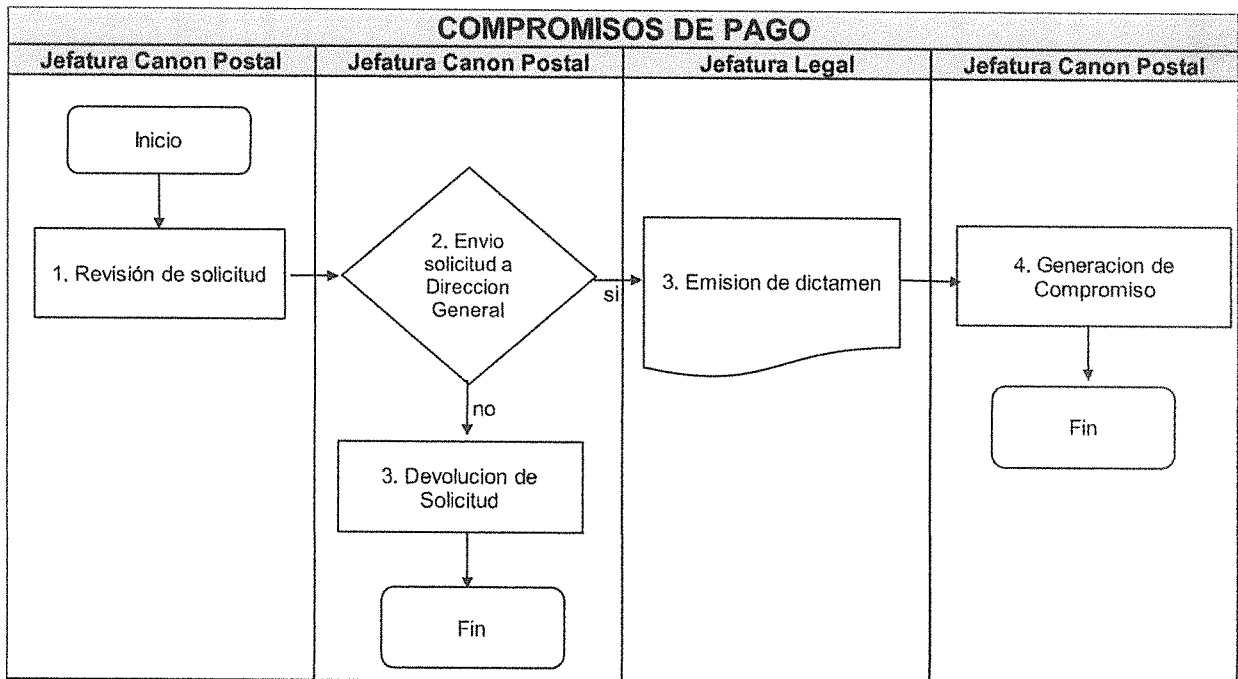 COMPROMISOS DE PAGO
Jefatura Canon Postal
Jefatura Canon Postal
Jefatura Legal
Jefatura Canon Postal
Inicio
1. Revisión de solicitud
2. Envio
solicitud a
Direccion
General
si
no
3. Devolucion de
Solicitud
Fin
3. Emision de dictamen
4. Generacion de
Compromiso
Fin